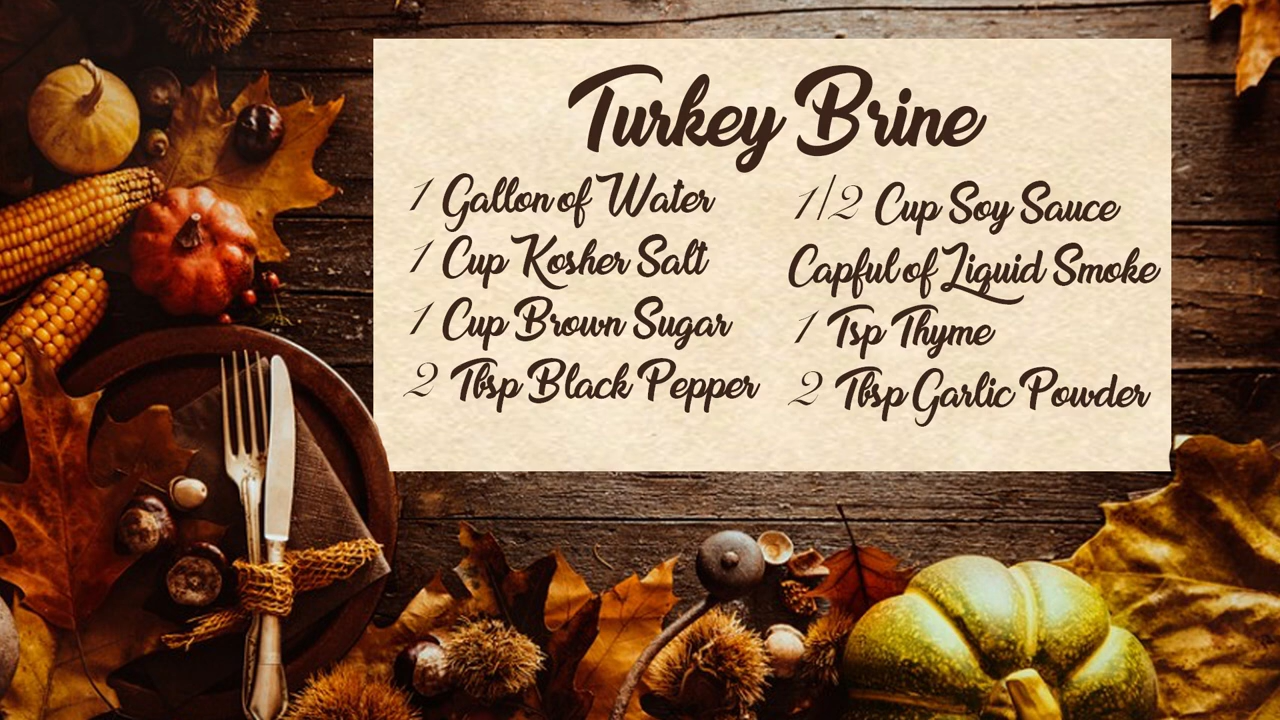 Turkey Brine
1 Gallon of Water
1 Cup Kosher Salt
1 Cup Brown Sugar
2 Tbsp Black Pepper
1/2 Cup Soy Sauce
Capful of Liquid Smoke
1 Tsp Thyme
2 Tbsp Garlic Powder